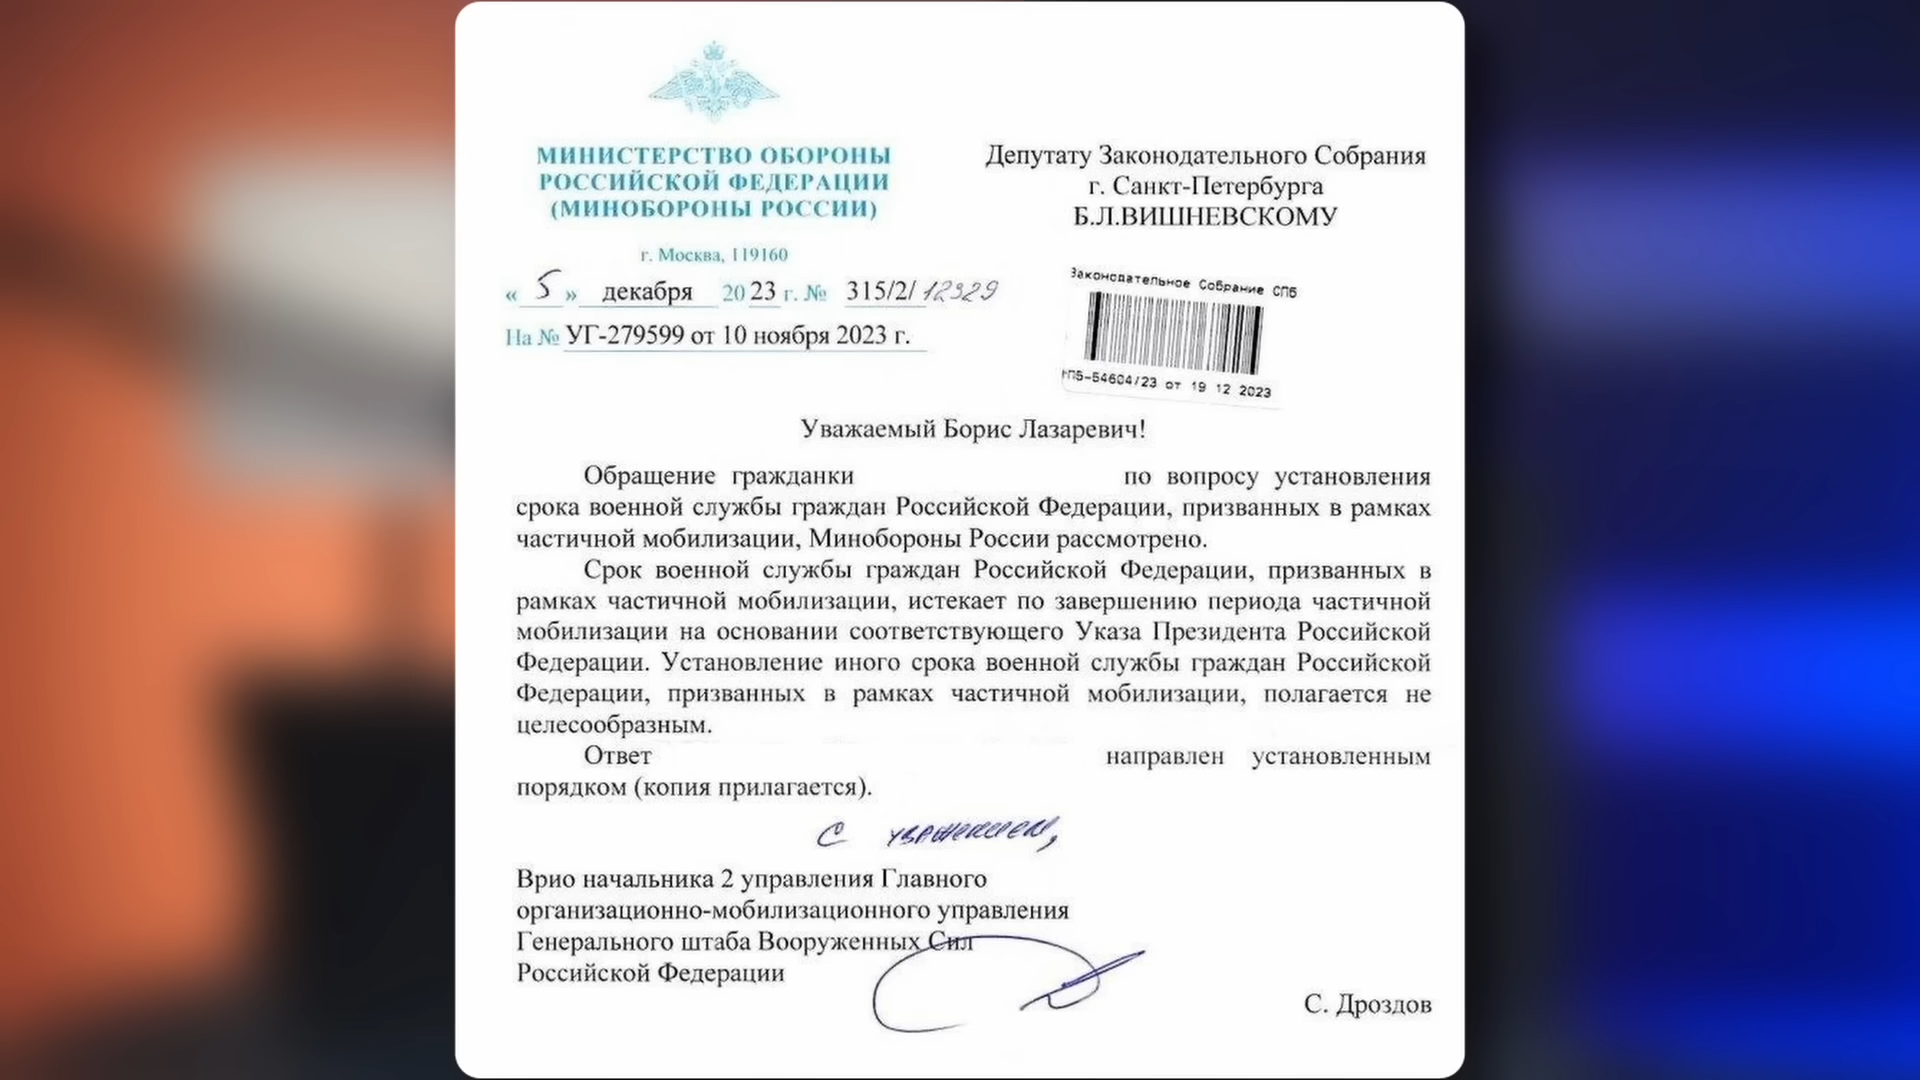 МИНИСТЕРСТВО ОБОРОНЫ
РОССИЙСКОЙ ФЕДЕРАЦИИ
(МИНОБОРОНЫ РОССИИ)
г. Москва, 119160
« 5 » декабря 2023 г. № 315/2/12329
На № УГ-279599 от 10 ноября 2023 г.
Депутату Законодательного Собрания
г. Санкт-Петербурга
Б.Л.ВИШНЕВСКОМУ
Законодательное Собрание СПб
-54604/23 от 19 12 2023
Уважаемый Борис Лазаревич!
Обращение гражданки по вопросу установления
срока военной службы граждан Российской Федерации, призванных в рамках
частичной мобилизации, Минобороны России рассмотрено.
Срок военной службы граждан Российской Федерации, призванных в
рамках частичной мобилизации, истекает по завершению периода частичной
мобилизации на основании соответствующего Указа Президента Российской
Федерации. Установление иного срока военной службы граждан Российской
Федерации, призванных в рамках частичной мобилизации, полагается не
целесообразным.
Ответ направлен установленным
порядком (копия прилагается).
С уважением,
Врио начальника 2 управления Главного
организационно-мобилизационного управления
Генерального штаба Вооруженных Сил
Российской Федерации
С. Дроздов